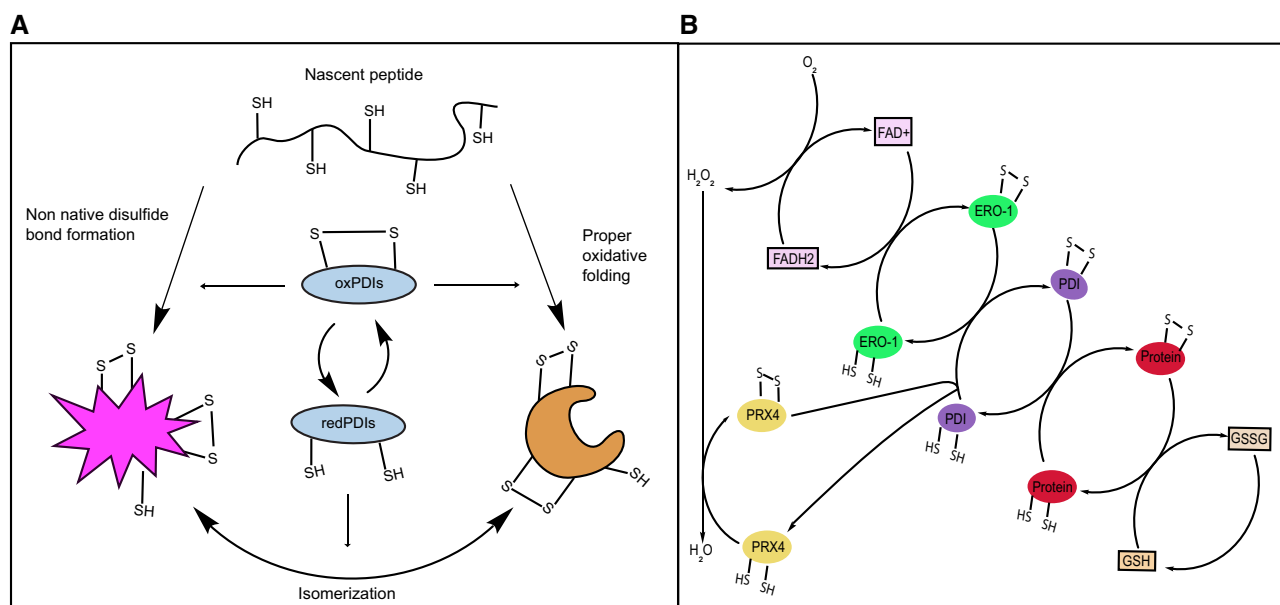 A
Nascent peptide
SH
SH
SH
SH
SH
Non native disulfide
bond formation
Proper
oxidative
folding
S
S
oxPDIs
redPDIs
SH
SH
S
S
S
S
SH
S
S
S
S
SH
Isomerization
B
O2
FAD+
H2O2
FADH2
S
S
ERO-1
ERO-1
HS
SH
S
S
PDI
PDI
HS
SH
S
S
Protein
Protein
HS
SH
S
S
PRX4
PRX4
HS
SH
H2O
GSSG
GSH